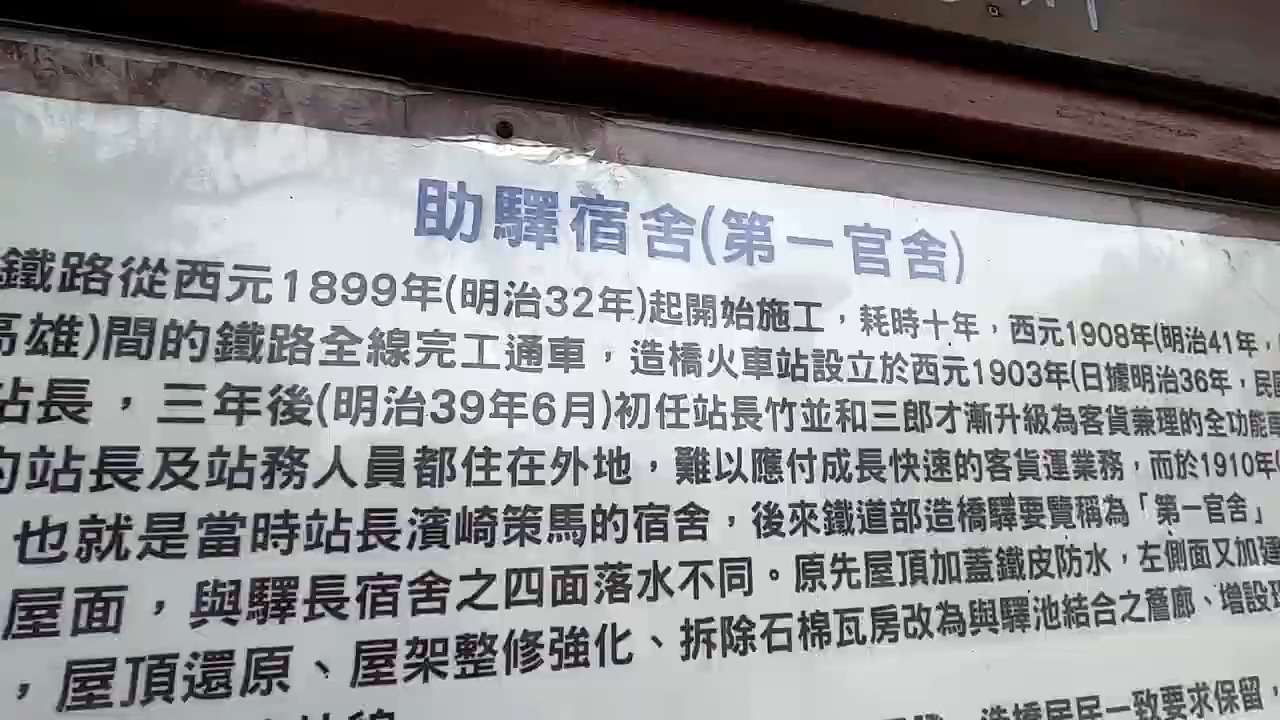 助驛宿舍(第一官舍)
鐵路從西元1899年(明治32年)起開始施工，耗時十年，西元1908年(明治41年，
高雄)間的鐵路全線完工通車，造橋火車站設立於西元1903年(日據明治36年，民
站長，三年後(明治39年6月)初任站長竹並和三郎才漸升級為客貨兼理的全功能
的站長及站務人員都住在外地，難以應付成長快速的客貨運業務，而於1910年
也就是當時站長濱崎策馬的宿舍，後來鐵道部造橋驛要覽稱為「第一官舍」
屋面，與驛長宿舍之四面落水不同。原先屋頂加蓋鐵皮防水，左側面又加建
，屋頂還原、屋架整修強化、拆除石棉瓦房改為與驛池結合之簷廊、增設
造橋居民一致要求保留，